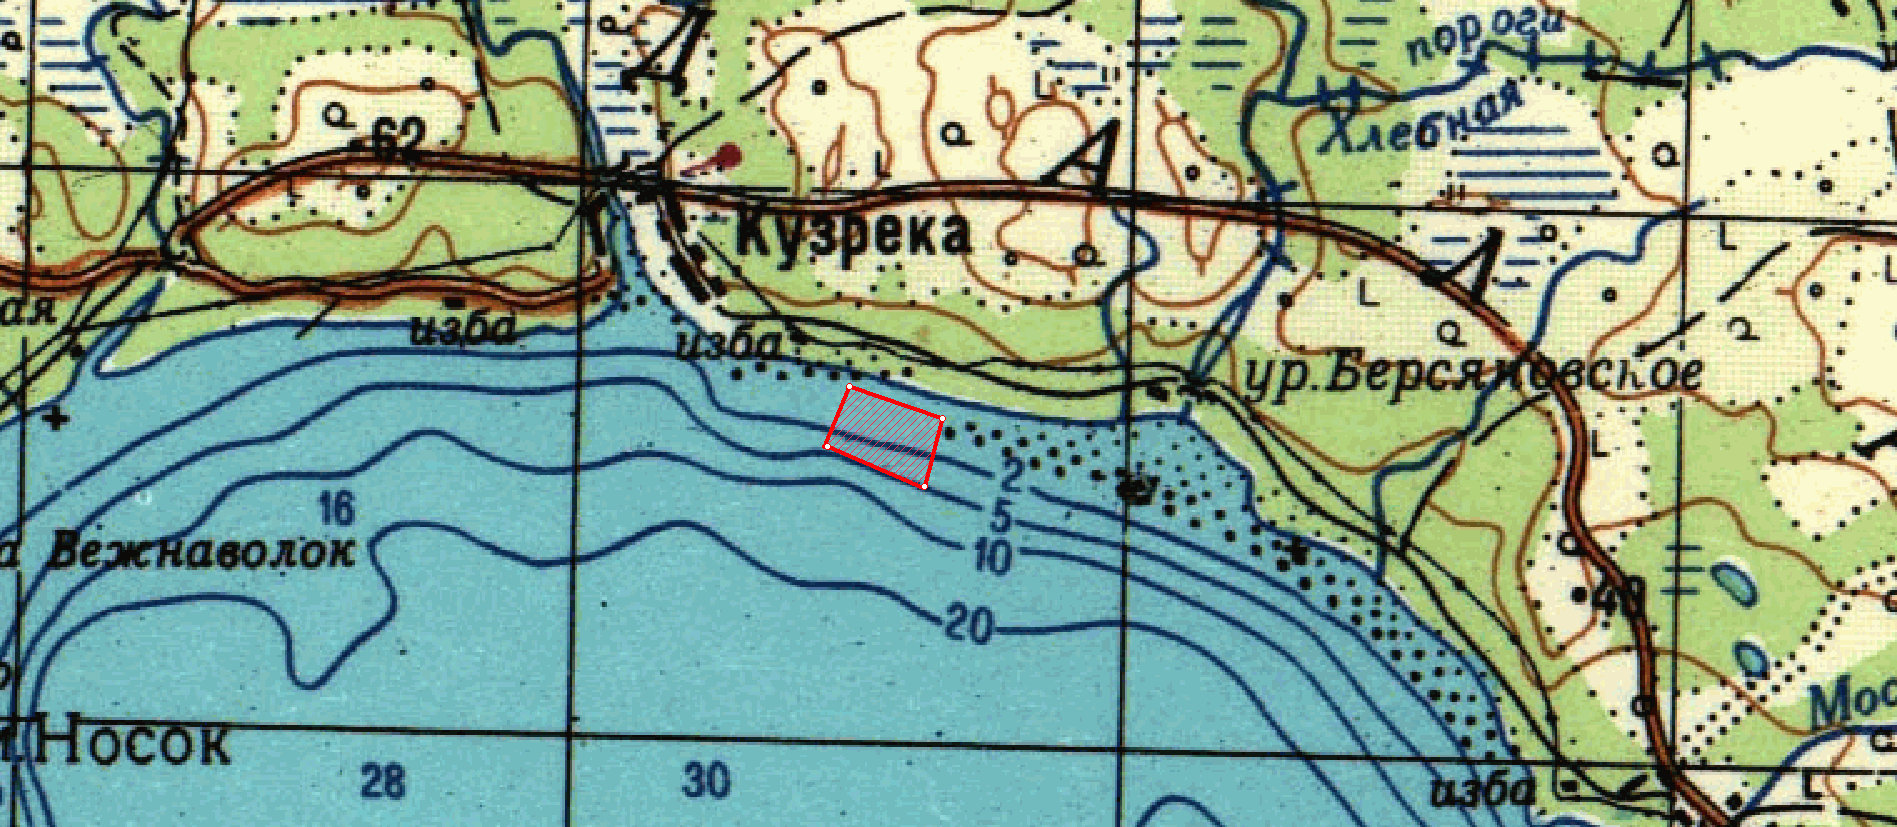 пороги
Хлебная
62
Кузрека
ая
изба
изба
ур.Берсяновское
2
16
5
а Вежнаволок
10
40
20
Мос
Носок
28
30
изба